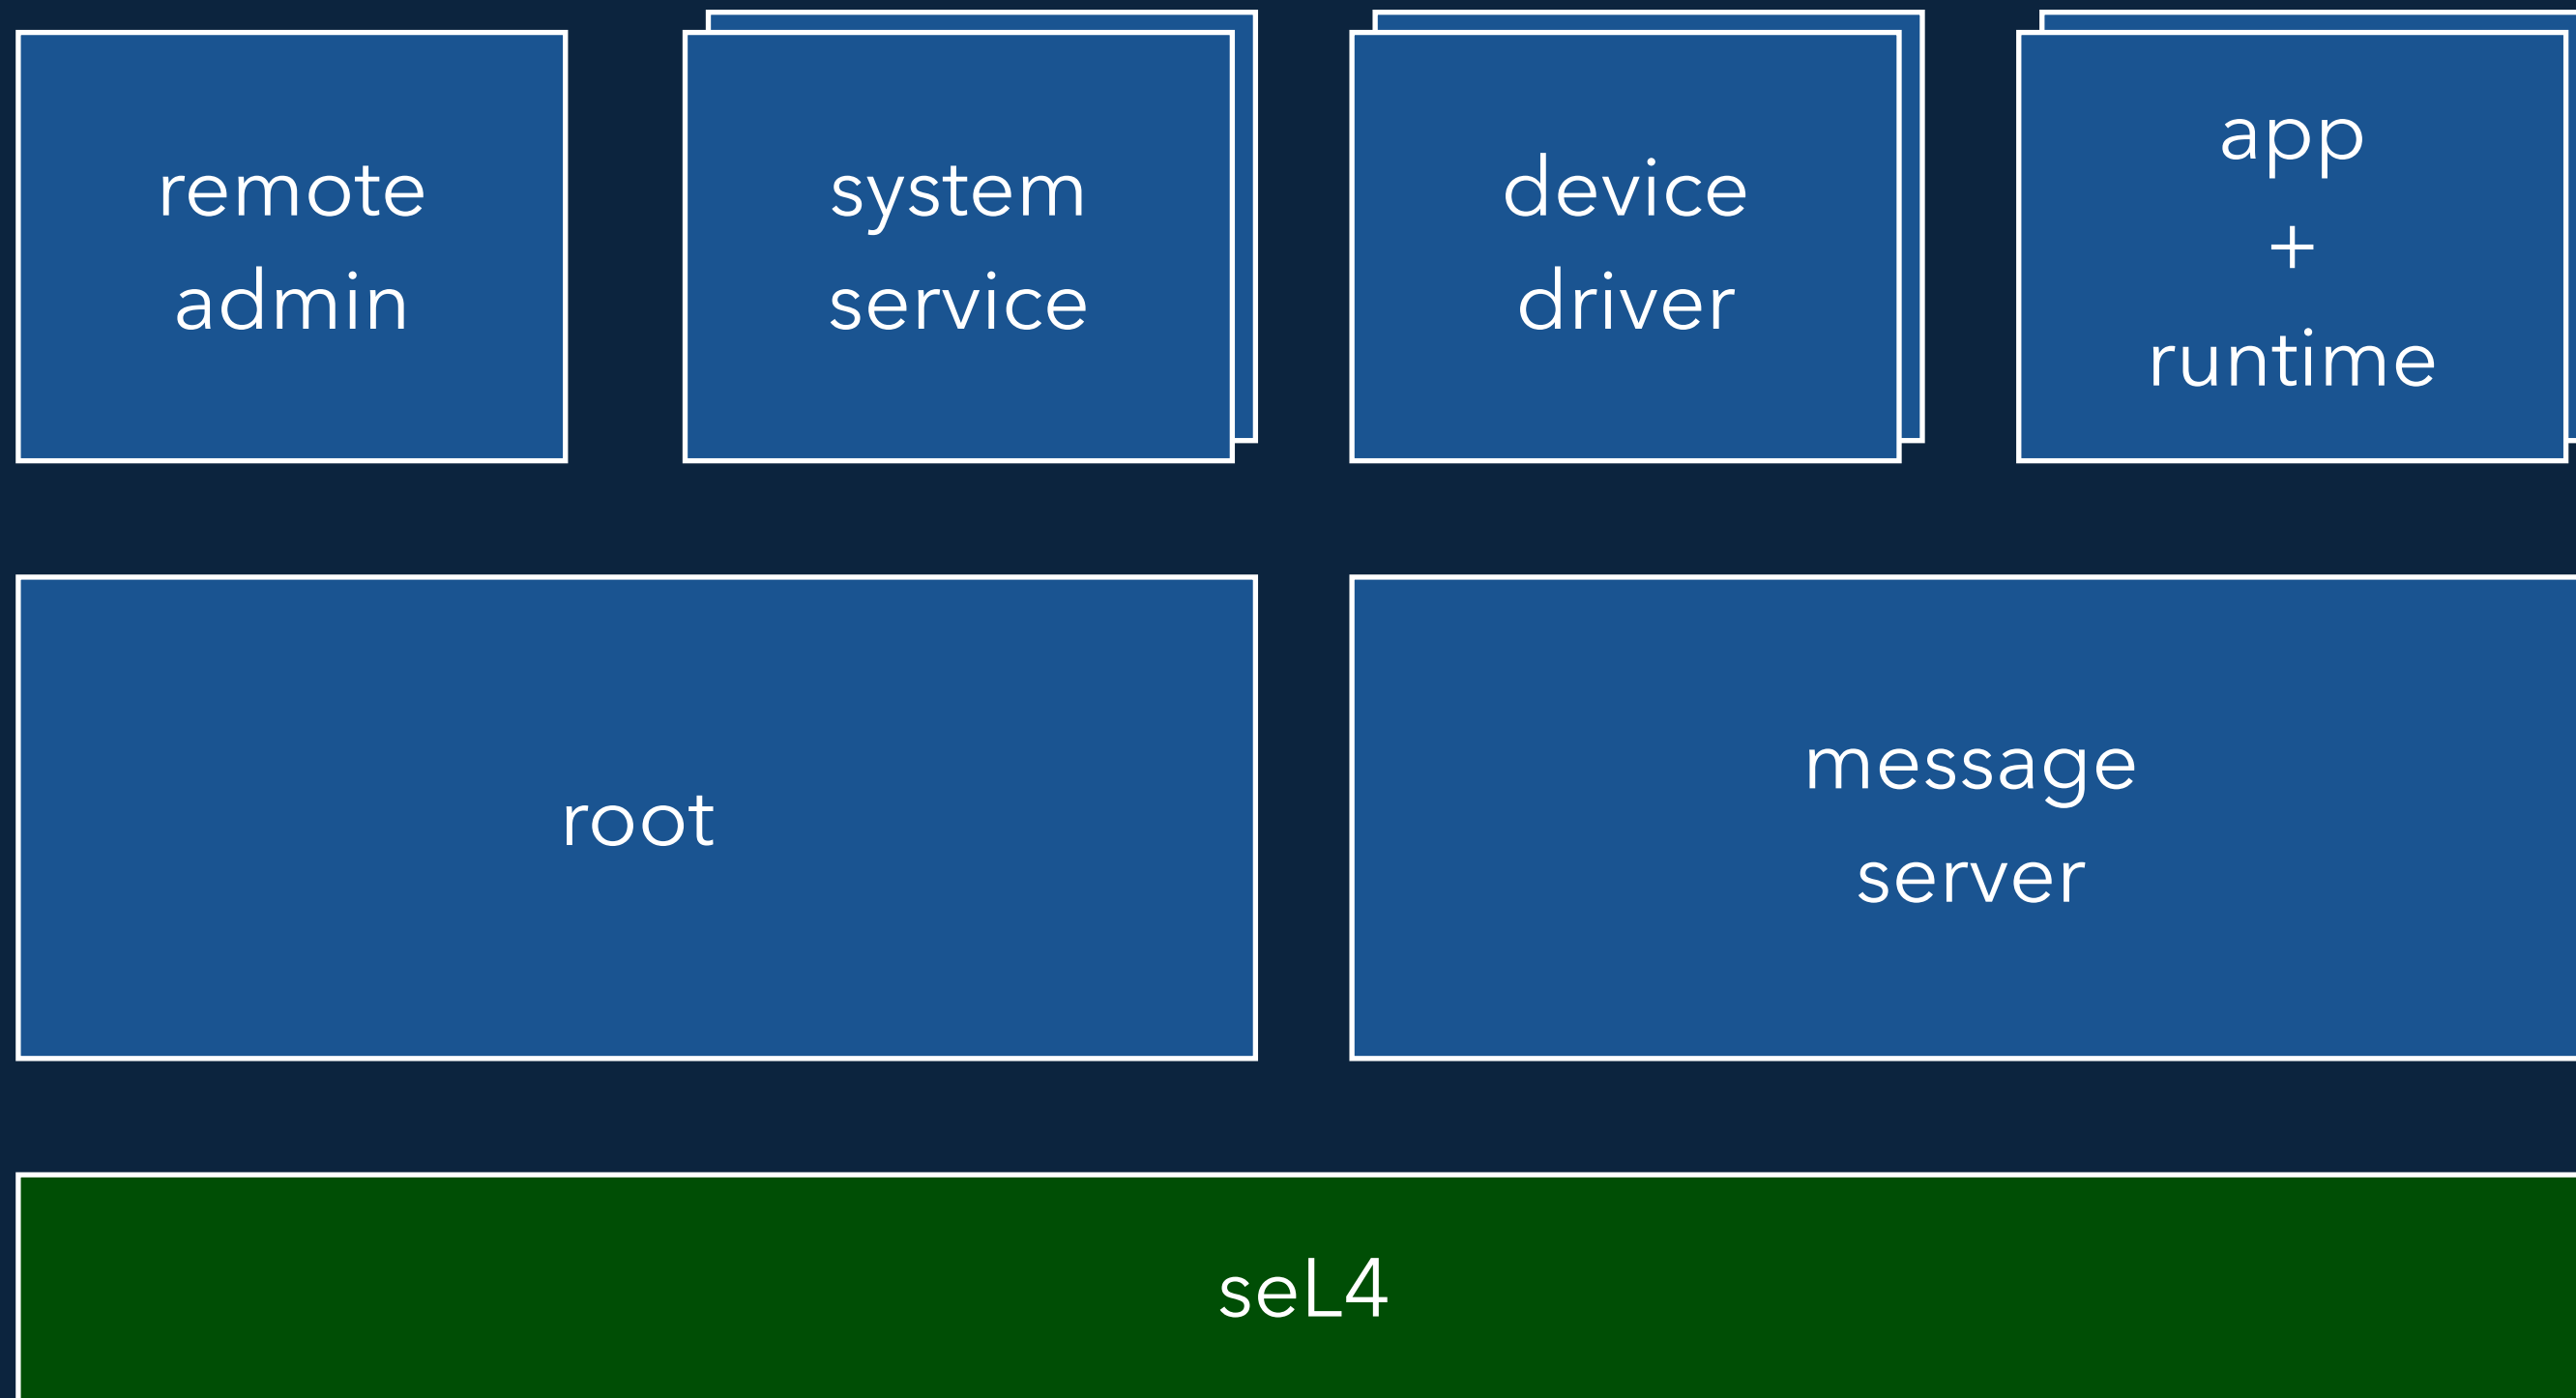 remote
admin
system
service
device
driver
app
+
runtime
root
message
server
seL4